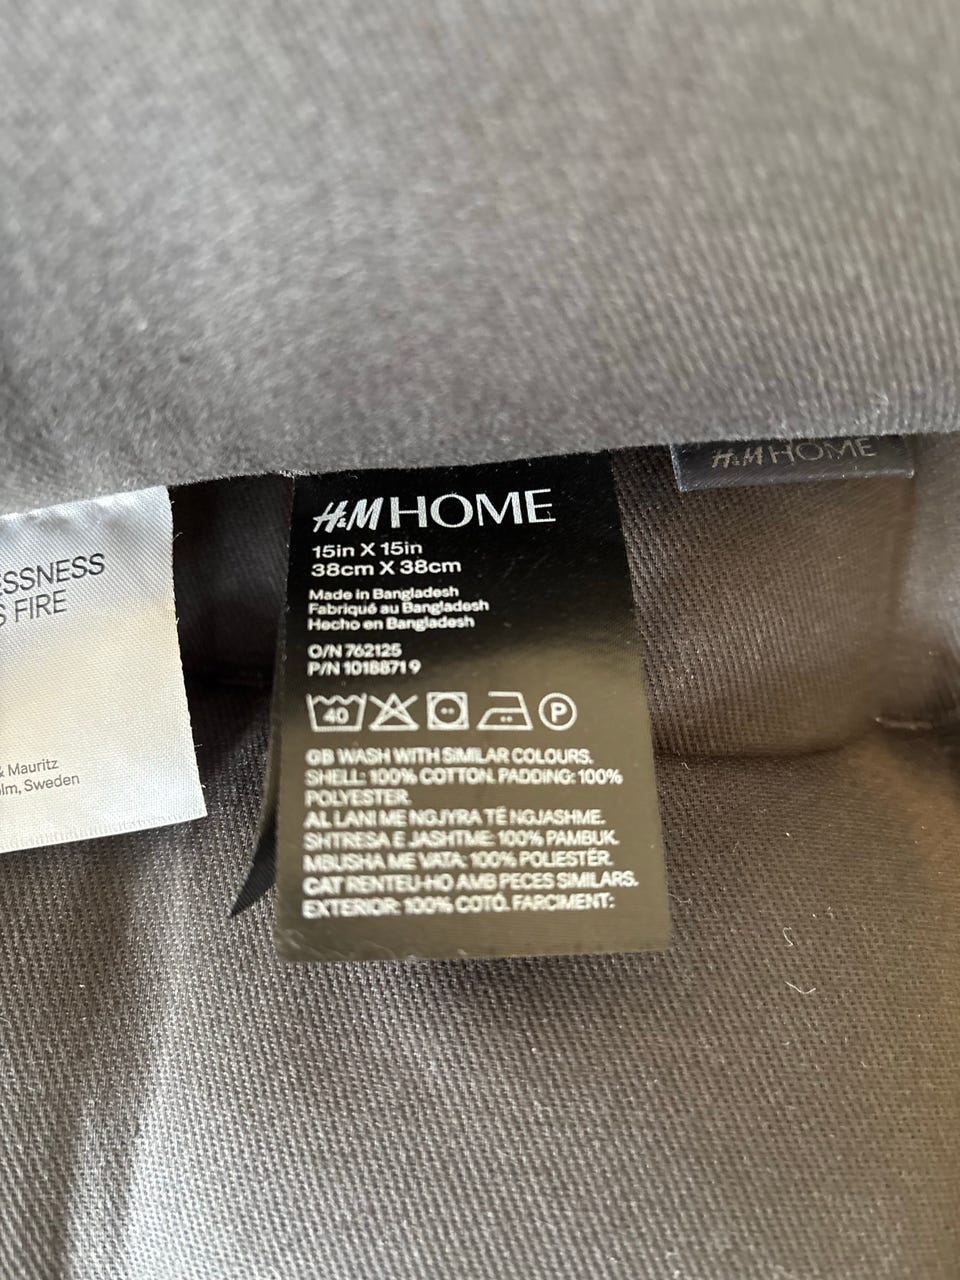 H&M HOME
ESSNESS
S FIRE
& Mauritz
olm, Sweden
H&M HOME
15in X 15in
38cm X 38cm
Made in Bangladesh
Fabriqué au Bangladesh
Hecho en Bangladesh
O/N 762125
P/N 1018871 9
40
P
GB WASH WITH SIMILAR COLOURS.
SHELL: 100% COTTON. PADDING: 100%
POLYESTER.
AL LANI ME NGJYRA TË NGJASHME.
SHTRESA E JASHTME: 100% PAMBUK.
MBUSHA ME VATA: 100% POLIESTËR.
CAT RENTEU-HO AMB PECES SIMILARS.
EXTERIOR: 100% COTÓ. FARCIMENT: